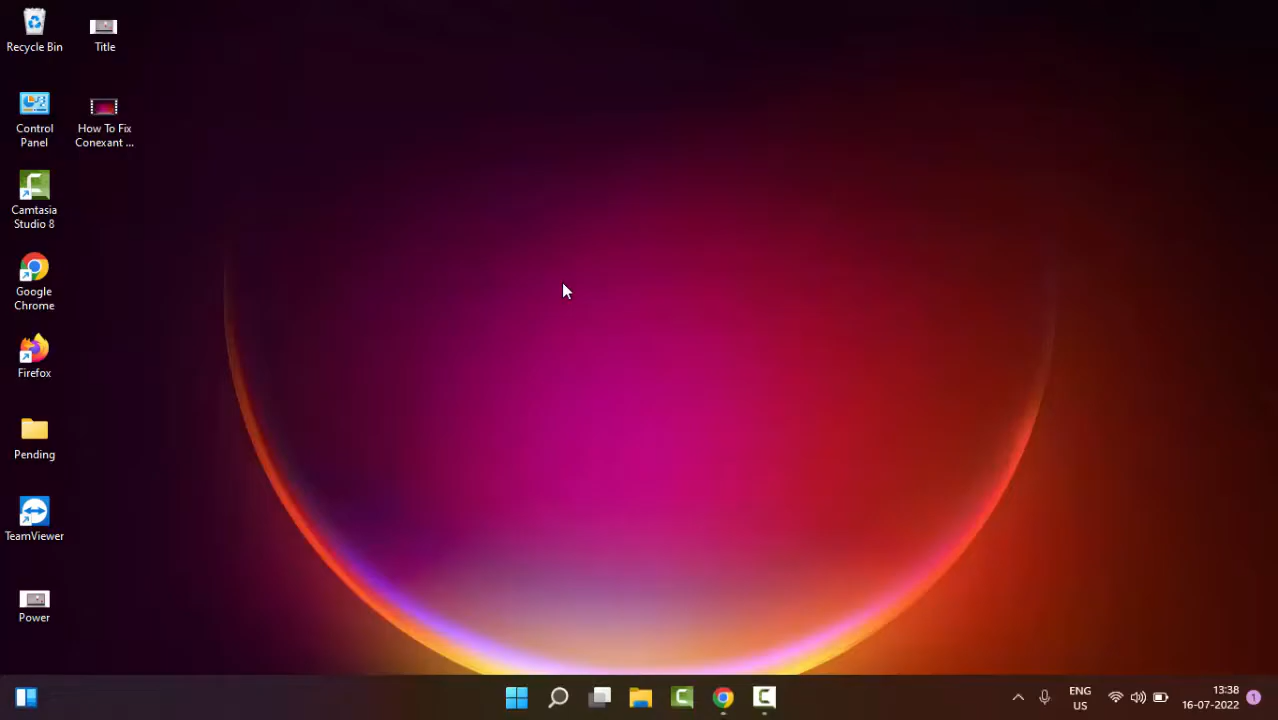 Recycle Bin
Title
Control
Panel
How To Fix
Conexant ...
Camtasia
Studio 8
Google
Chrome
Firefox
Pending
TeamViewer
Power
ENG
US
13:38
16-07-2022
1